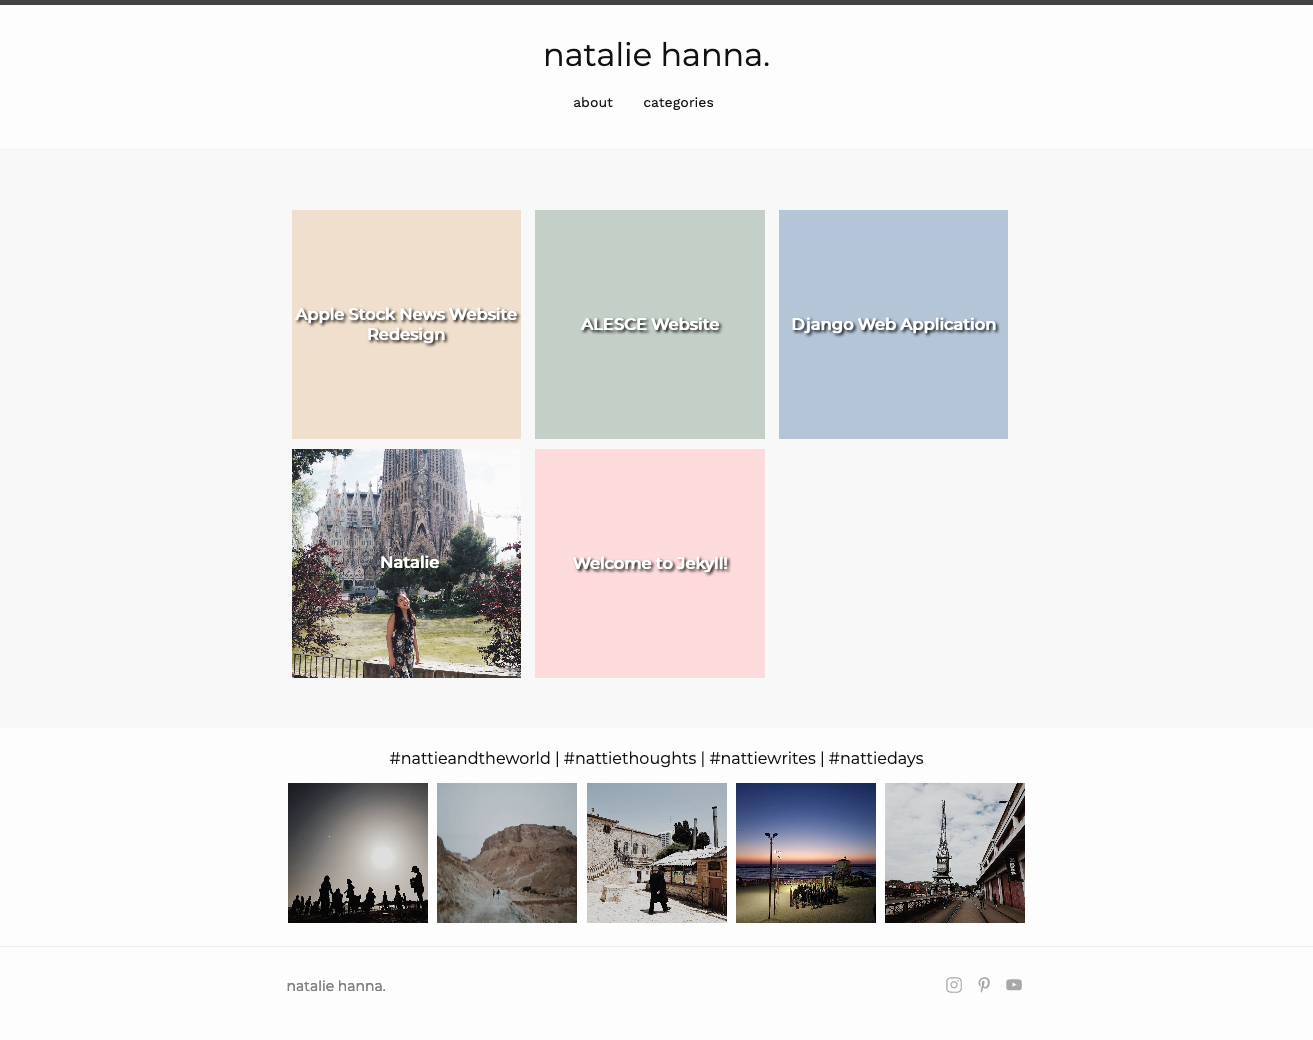 natalie hanna.
about categories
Apple Stock News Website
Redesign
ALESCE Website
Django Web Application
Natalie
Welcome to Jekyll!
#nattieandtheworld | #nattiethoughts | #nattiewrites | #nattiedays
natalie hanna.